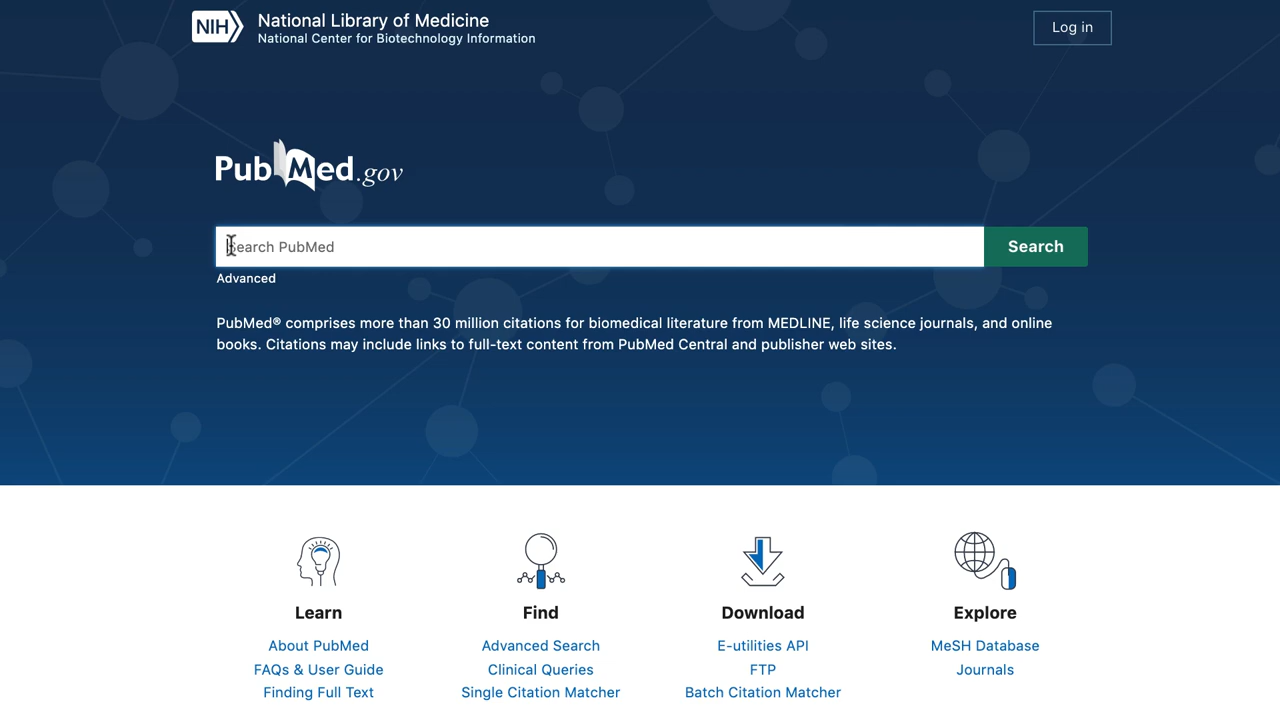 NIH
National Library of Medicine
National Center for Biotechnology Information
Log in
PubMed.gov
Search PubMed
Search
Advanced
PubMed® comprises more than 30 million citations for biomedical literature from MEDLINE, life science journals, and online
books. Citations may include links to full-text content from PubMed Central and publisher web sites.
Learn
About PubMed
FAQs & User Guide
Finding Full Text
Find
Advanced Search
Clinical Queries
Single Citation Matcher
Download
E-utilities API
FTP
Batch Citation Matcher
Explore
MeSH Database
Journals